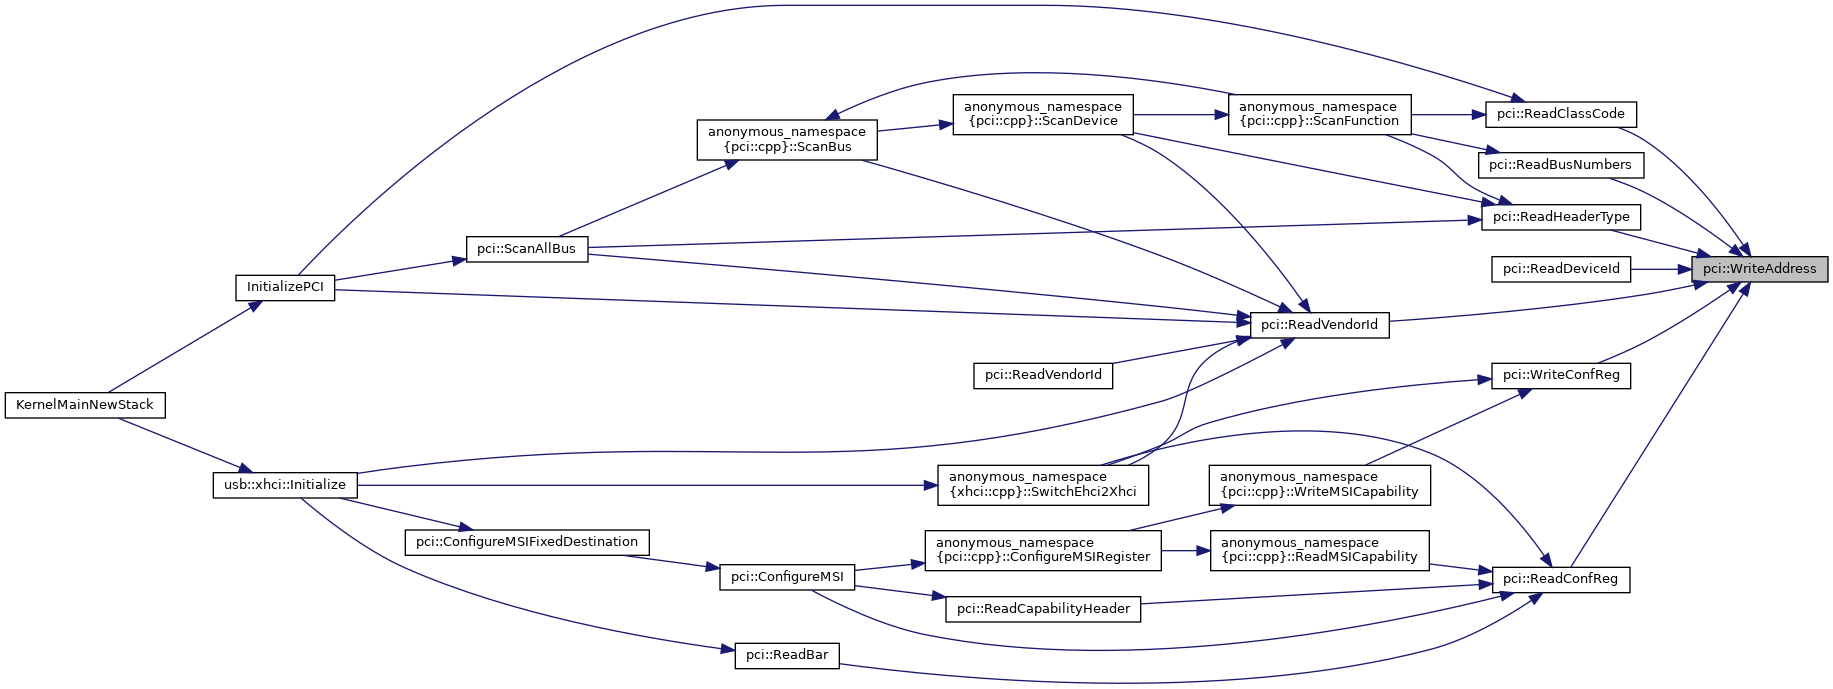 pci::ReadClassCode
anonymous_namespace
{pci::cpp}::ScanDevice
anonymous_namespace
{pci::cpp}::ScanFunction
anonymous_namespace
{pci::cpp}::ScanBus
pci::ReadBusNumbers
pci::ReadHeaderType
pci::ScanAllBus
pci::ReadDeviceId
pci::WriteAddress
InitializePCI
pci::ReadVendorId
pci::ReadVendorId
pci::WriteConfReg
KernelMainNewStack
usb::xhci::Initialize
anonymous_namespace
{xhci::cpp}::SwitchEhci2Xhci
anonymous_namespace
{pci::cpp}::WriteMSICapability
pci::ConfigureMSIFixedDestination
anonymous_namespace
{pci::cpp}::ConfigureMSIRegister
anonymous_namespace
{pci::cpp}::ReadMSICapability
pci::ConfigureMSI
pci::ReadConfReg
pci::ReadCapabilityHeader
pci::ReadBar